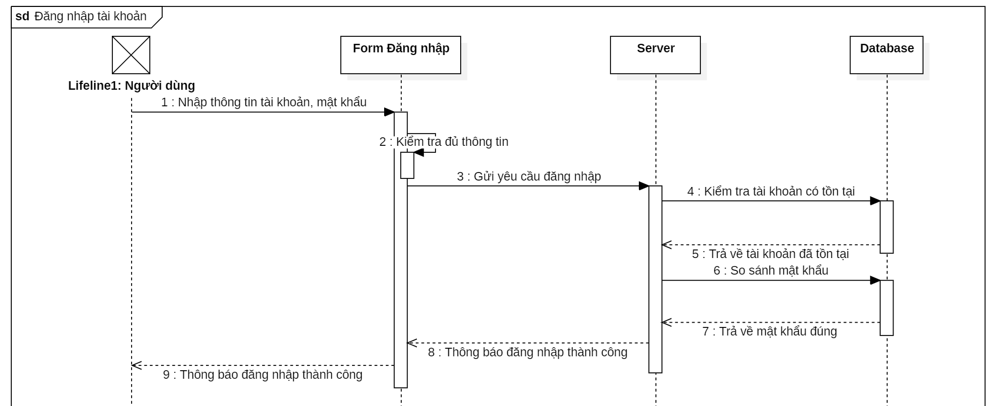 sd Đăng nhập tài khoản
Form Đăng nhập
Server
Database
Lifeline1: Người dùng
1 : Nhập thông tin tài khoản, mật khẩu
2 : Kiểm tra đủ thông tin
3 : Gửi yêu cầu đăng nhập
4 : Kiểm tra tài khoản có tồn tại
5 : Trả về tài khoản đã tồn tại
6 : So sánh mật khẩu
7 : Trả về mật khẩu đúng
8 : Thông báo đăng nhập thành công
9 : Thông báo đăng nhập thành công